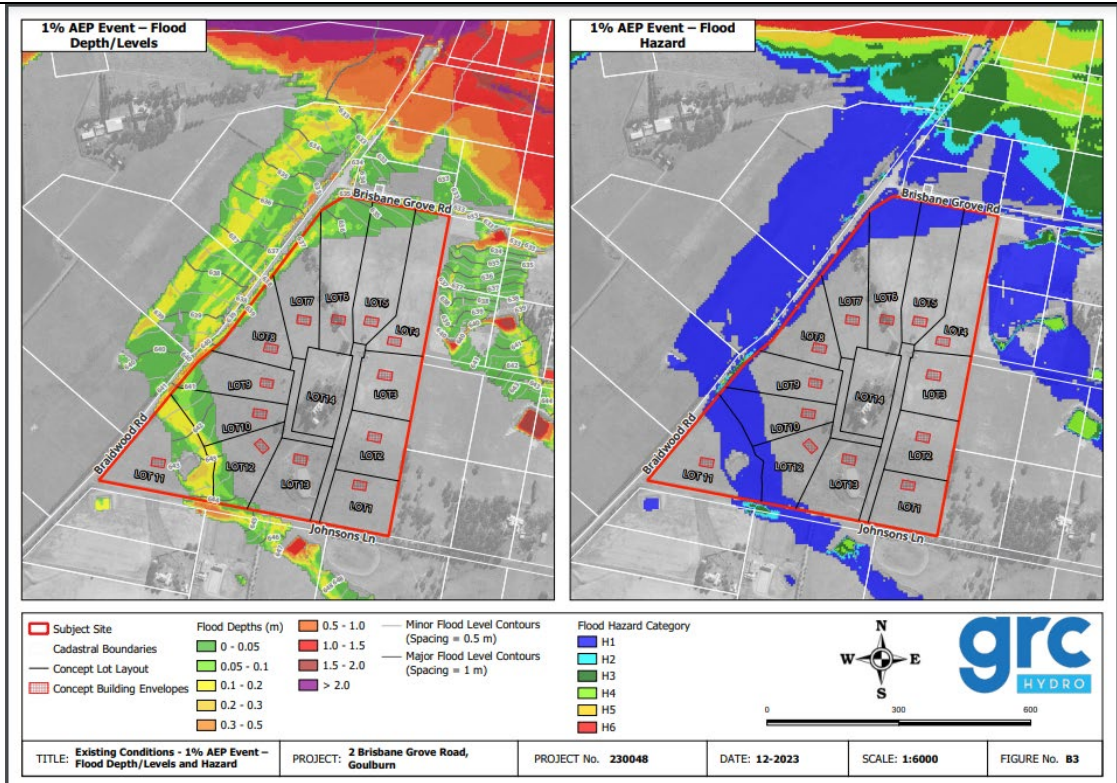 1% AEP Event – Flood
Depth/Levels
Brisbane Grove Rd
LOT7
LOT6
LOT5
LOT4
LOT8
LOT9
LOT14
LOT3
LOT10
LOT2
LOT 11
LOT12
LOT13
LOT1
Braidwood Rd
Johnsons Ln
1% AEP Event – Flood
Hazard
Brisbane Grove Rd
LOT7
LOT6
LOT5
LOT4
LOT8
LOT9
LOT14
LOT3
LOT10
LOT2
LOT 11
LOT12
LOT13
LOT1
Braidwood Rd
Johnsons Ln
Subject Site
Cadastral Boundaries
Concept Lot Layout
Concept Building Envelopes
Flood Depths (m)
0 - 0.05
0.05 - 0.1
0.1 - 0.2
0.2 - 0.3
0.3 - 0.5
0.5 - 1.0
1.0 - 1.5
1.5 - 2.0
> 2.0
Minor Flood Level Contours
(Spacing = 0.5 m)
Major Flood Level Contours
(Spacing = 1 m)
Flood Hazard Category
H1
H2
H3
H4
H5
H6
N
W
E
S
0
300
600
grc
HYDRO
TITLE: Existing Conditions - 1% AEP Event –
Flood Depth/Levels and Hazard
PROJECT: 2 Brisbane Grove Road,
Goulburn
PROJECT No. 230048
DATE: 12-2023
SCALE: 1:6000
FIGURE No. B3